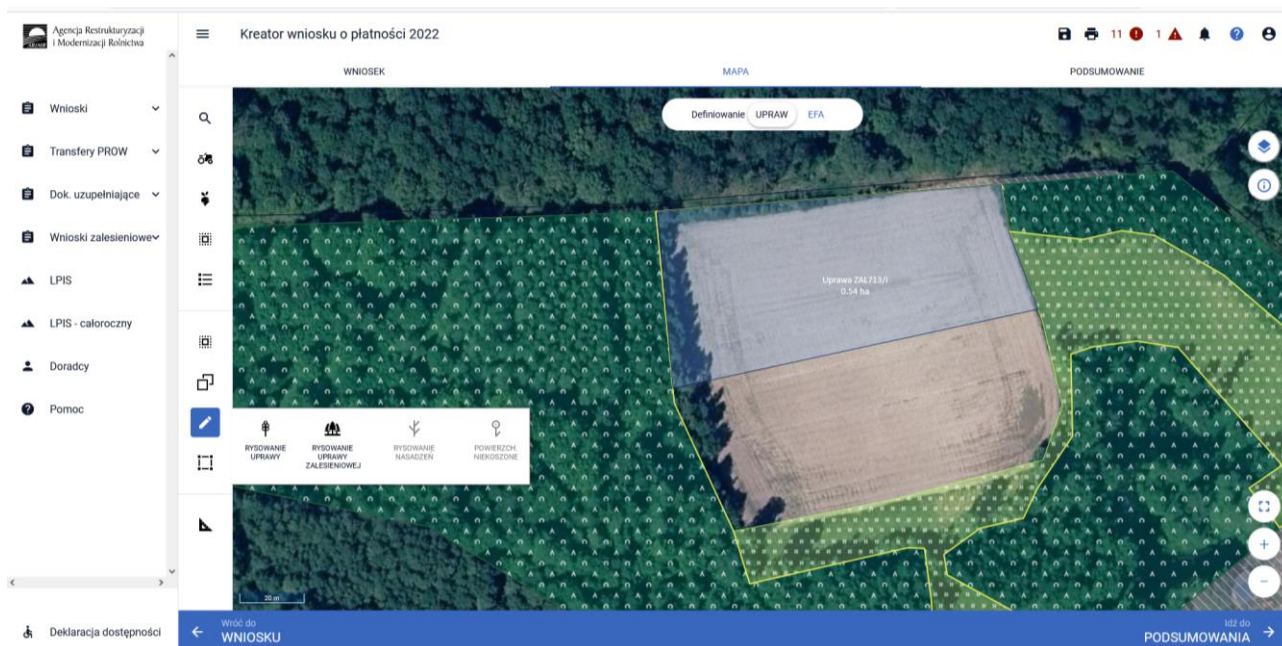 Agencja Restrukturyzacji
i Modernizacji Rolnictwa
Kreator wniosku o płatności 2022
11
1
WNIOSEK
MAPA
PODSUMOWANIE
Wnioski
Transfery PROW
Dok. uzupełniające
Wnioski zalesieniowe
LPIS
LPIS - całoroczny
Doradcy
Pomoc
Deklaracja dostępności
Definiowanie UPRAW EFA
Uprawa ZAL713/I
0.54 ha
RYSOWANIE
UPRAWY
RYSOWANIE
UPRAWY
ZALESIENIOWEJ
RYSOWANIE
NASADZEŃ
POWIERZCH.
NIEKOSZONE
20 m
Wróć do
WNIOSKU
Idź do
PODSUMOWANIA